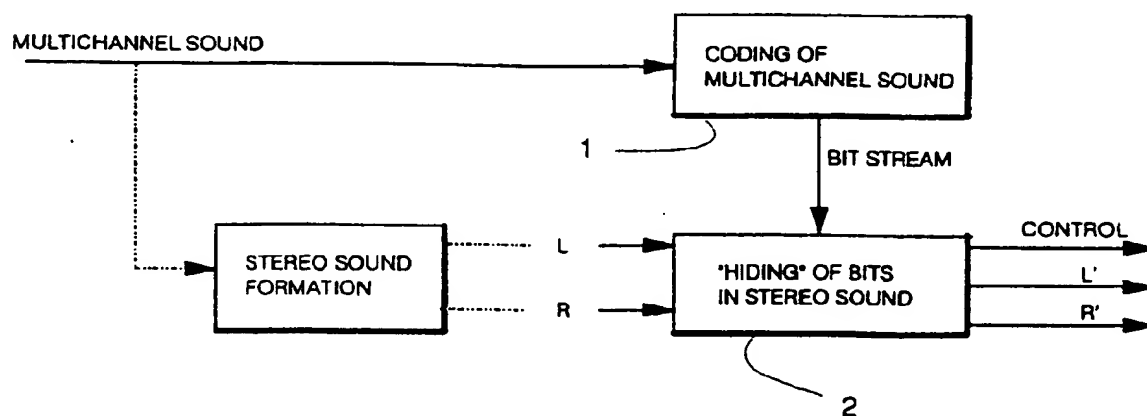 MULTICHANNEL SOUND
CODING OF
MULTICHANNEL SOUND
1
BIT STREAM
STEREO SOUND
FORMATION
L
R
"HIDING" OF BITS
IN STEREO SOUND
CONTROL
L'
R'
2